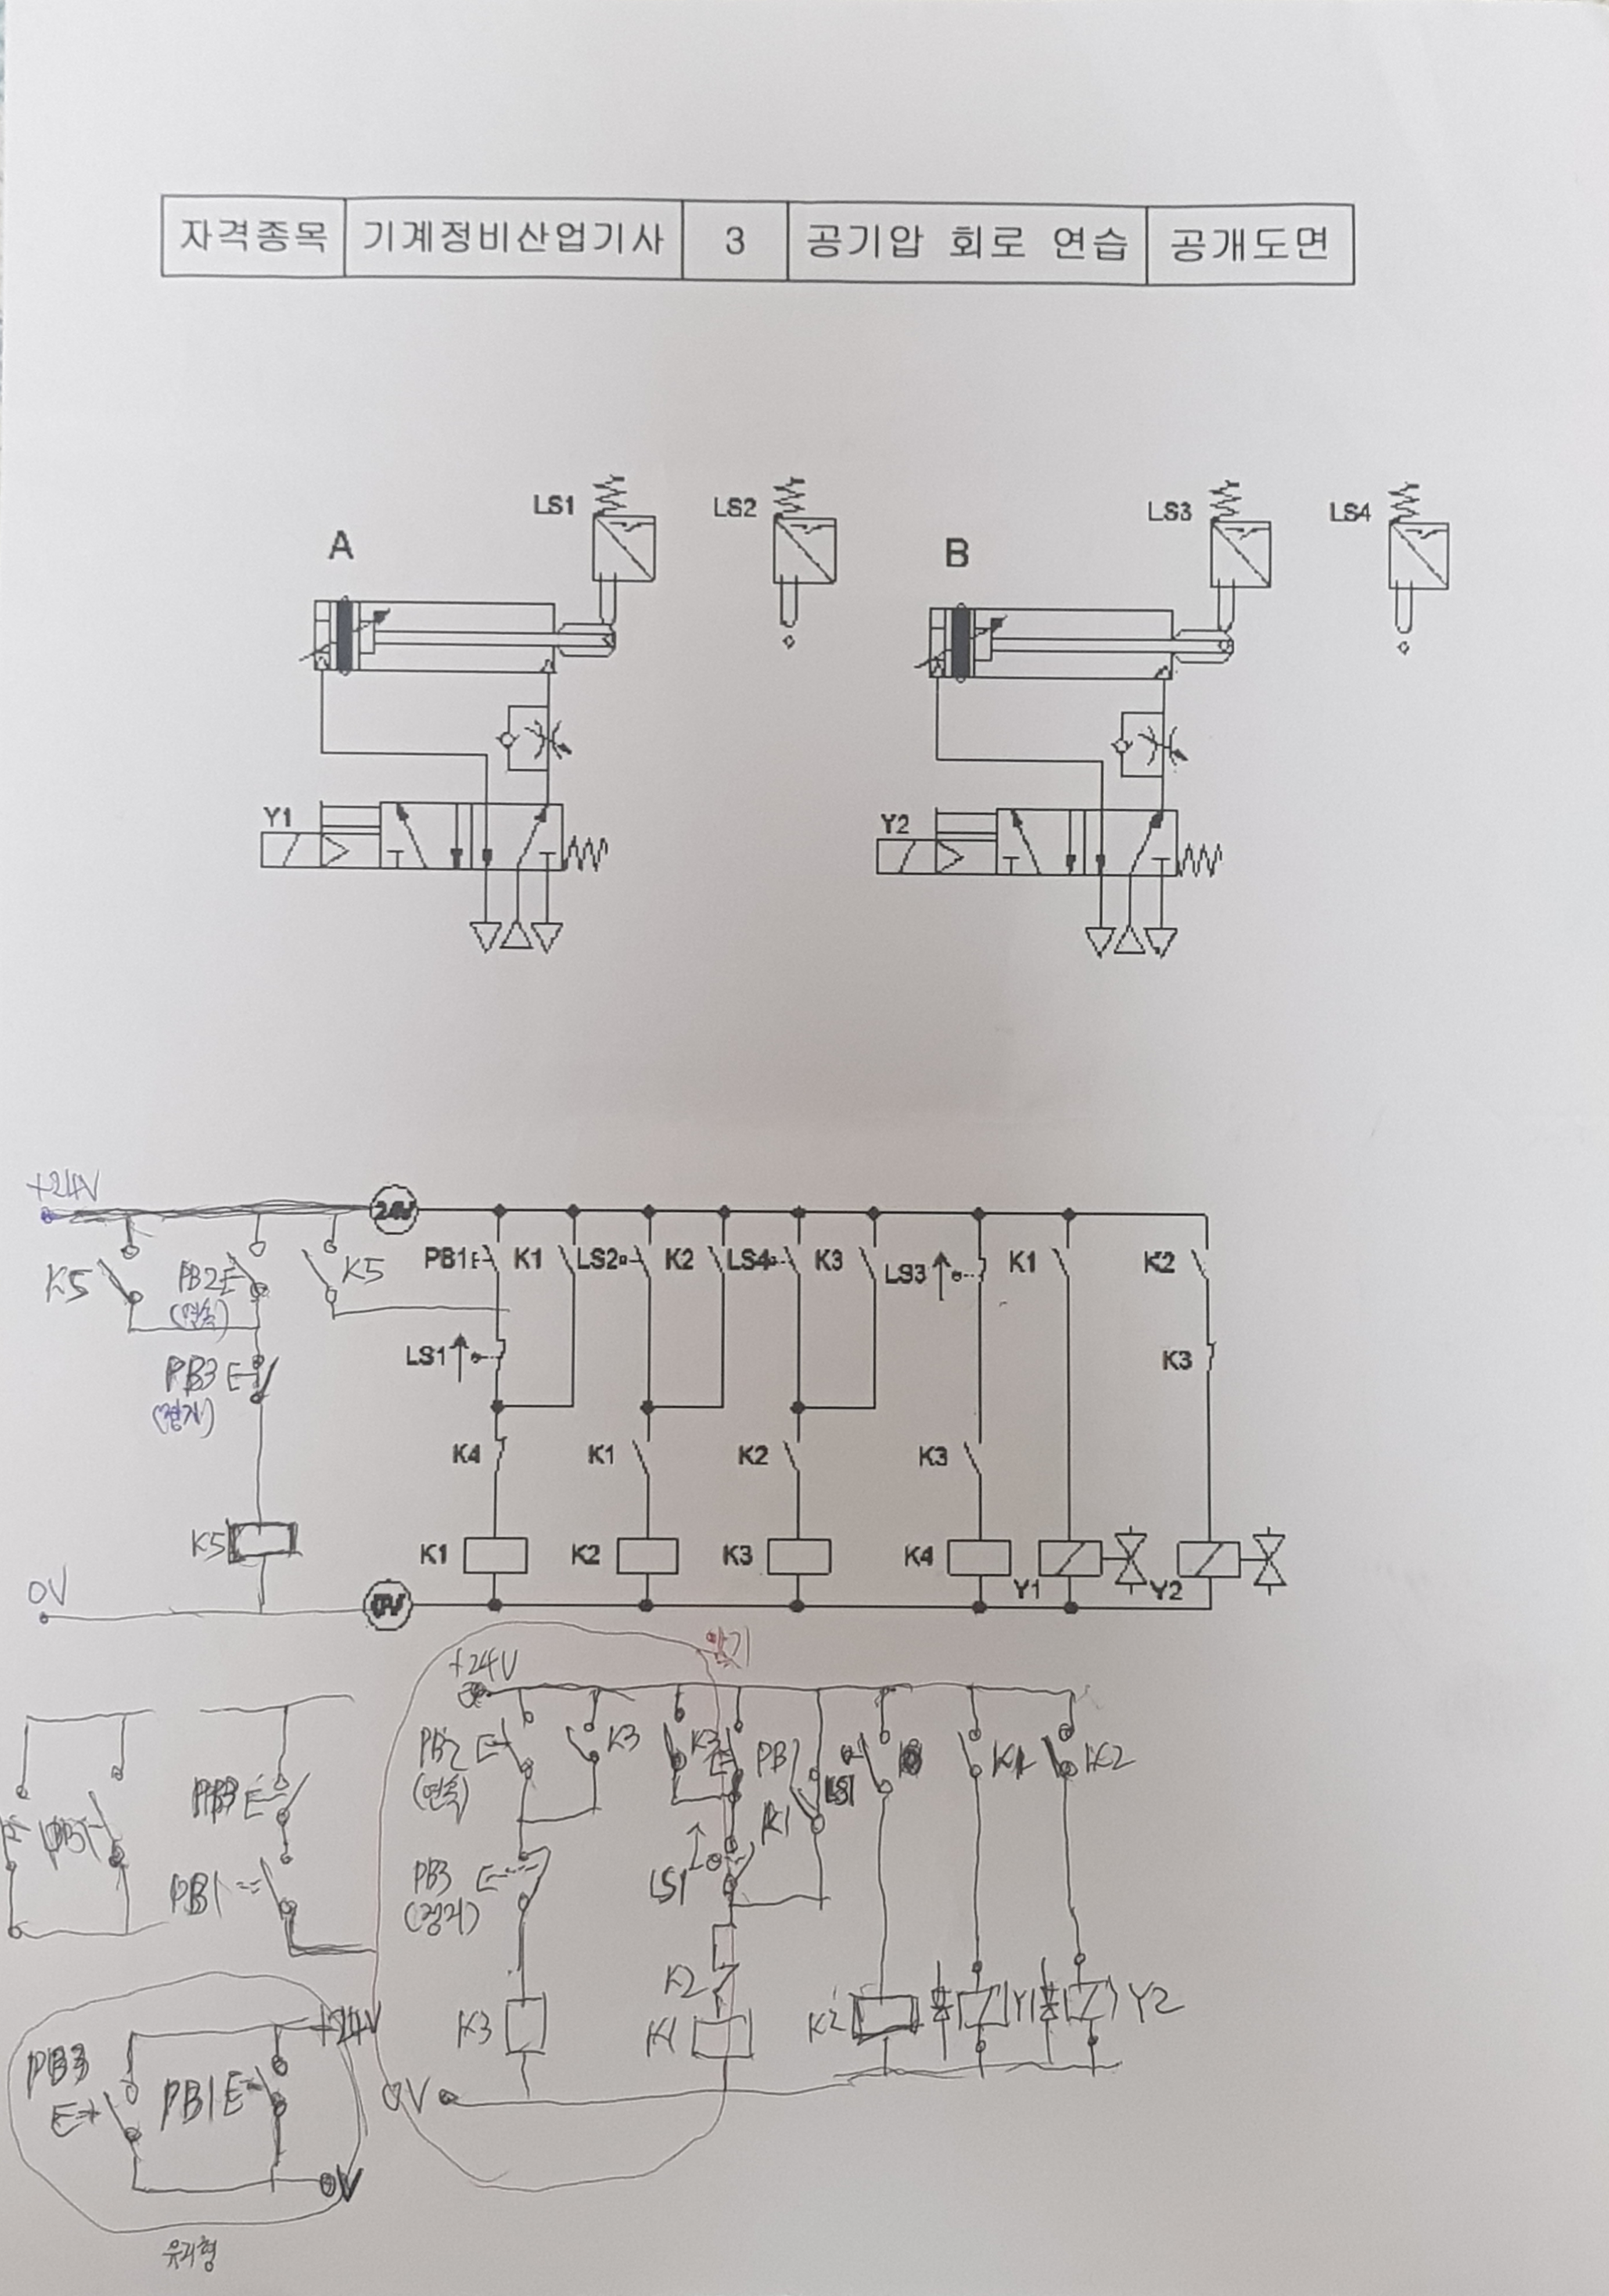 자격종목 기계정비산업기사 3 공기압 회로 연습 공개도면
LS1 LS2 LS3 LS4
A B
Y1 Y2
+24V
24V
K5 PB2 (연속) K5 PB1 K1 LS2 K2 LS4 K3 LS3 K1 K2
PB3 (정지) LS1 K3
K4 K1 K2 K3
K5 K1 K2 K3 K4 Y1 Y2
0V 0V
암기
+24V
PB2 (연속) K3 K3 PB1 K1 LS1 K1 K2
PB1 PB3
PB1
PB3 (정지) LS1
K2
K3 K1 K2 Y1 Y2
0V
+24V
PB3 PB1
0V
유지형